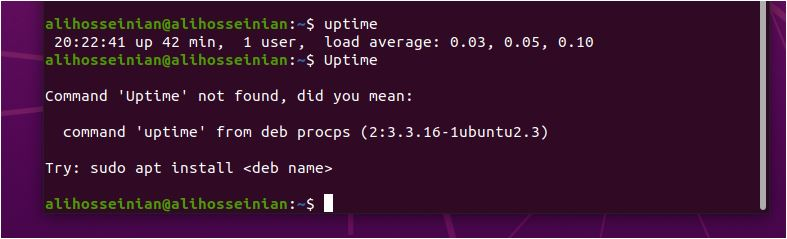 alihosseinian@alihosseinian:~$ uptime
 20:22:41 up 42 min,  1 user,  load average: 0.03, 0.05, 0.10
alihosseinian@alihosseinian:~$ Uptime
Command 'Uptime' not found, did you mean:
  command 'uptime' from deb procps (2:3.3.16-1ubuntu2.3)
Try: sudo apt install <deb name>
alihosseinian@alihosseinian:~$